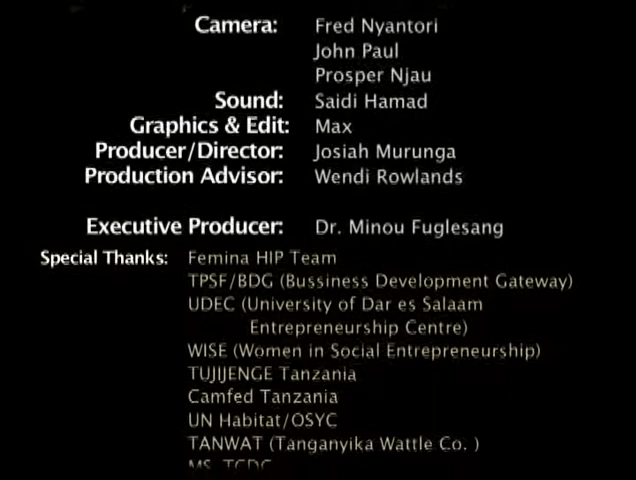 Camera: Fred Nyantori
John Paul
Prosper Njau
Sound: Saidi Hamad
Graphics & Edit: Max
Producer/Director: Josiah Murunga
Production Advisor: Wendi Rowlands
Executive Producer: Dr. Minou Fuglesang
Special Thanks: Femina HIP Team
TPSF/BDG (Bussiness Development Gateway)
UDEC (University of Dar es Salaam
Entrepreneurship Centre)
WISE (Women in Social Entrepreneurship)
TUJIJENGE Tanzania
Camfed Tanzania
UN Habitat/OSYC
TANWAT (Tanganyika Wattle Co. )
MS TCDC